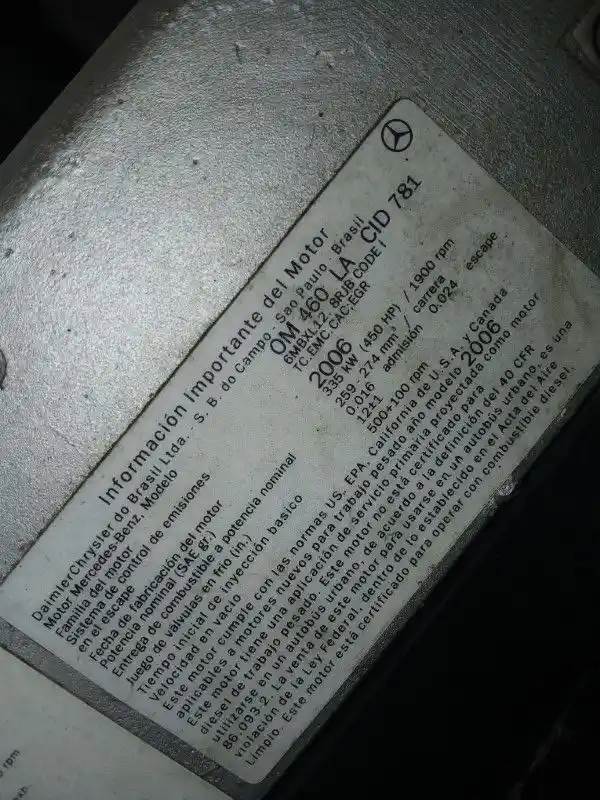 Información Importante del Motor
DaimlerChrysler do Brasil Ltda. - S. B. do Campo - Sao Paulo - Brasil
Motor Mercedes-Benz, Modelo OM 460 LA CID 781
Familia del motor 6MBXL12.8RJB CODE I
Sistema de control de emisiones TC.EMC.CAC.EGR
en el escape
Fecha de fabricación del motor 2006
Potencia nominal (SAE gr.) 335 kW (450 HP) / 1900 rpm
Entrega de combustible a potencia nominal 259 - 274 mm³ / carrera
Juego de válvulas en frío (in.) 0.016 admisión 0.024 escape
Tiempo inicial de inyección basico
Velocidad en vacío 500+100 rpm
Este motor cumple con las normas US. EPA, California de U. S. A., y Canada
aplicables a motores nuevos para trabajo pesado año modelo 2006
Este motor tiene una aplicación de servicio primaria proyectada como motor
diesel de trabajo pesado. Este motor no está certificado para
utilizarse en un autobús urbano, de acuerdo a la definición del 40 CFR
86.093.2. La venta de este motor para usarse en un autobús urbano, es una
violación de la Ley Federal, dentro de lo establecido en el Acta del Aire
Limpio. Este motor está certificado para operar con combustible diesel.
rpm